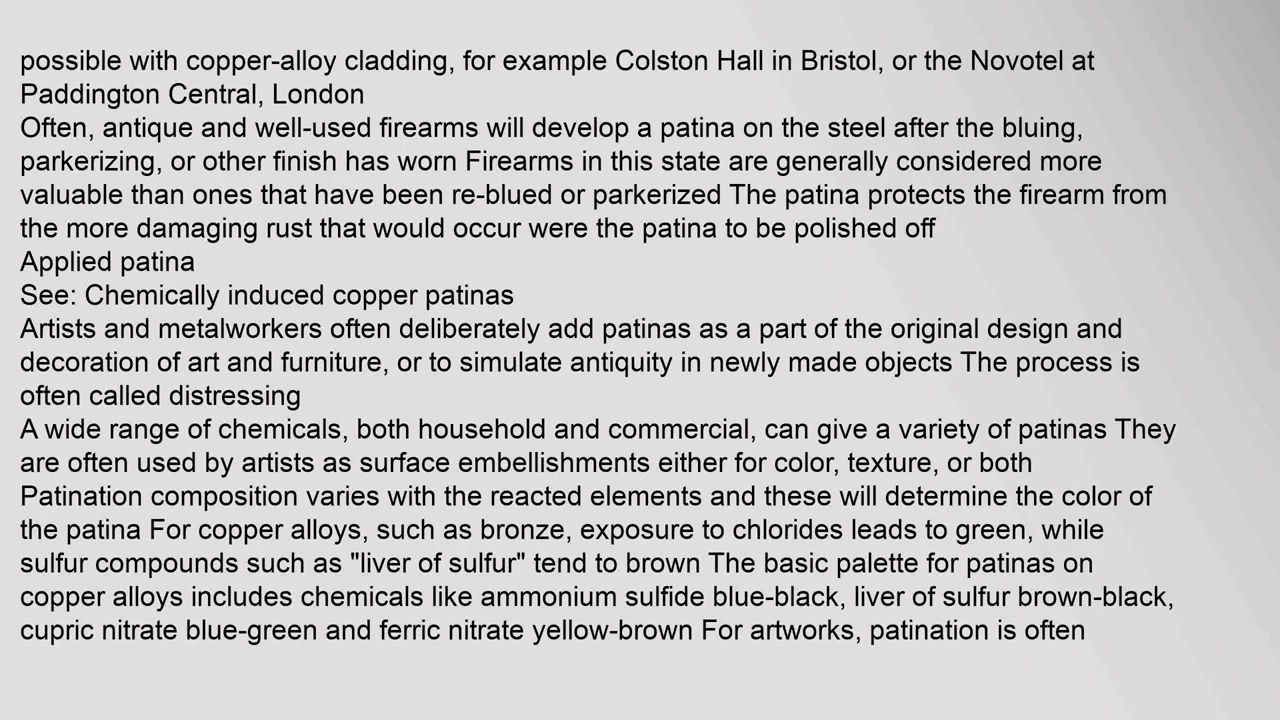 possible with copper-alloy cladding, for example Colston Hall in Bristol, or the Novotel at
Paddington Central, London
Often, antique and well-used firearms will develop a patina on the steel after the bluing,
parkerizing, or other finish has worn Firearms in this state are generally considered more
valuable than ones that have been re-blued or parkerized The patina protects the firearm from
the more damaging rust that would occur were the patina to be polished off
Applied patina
See: Chemically induced copper patinas
Artists and metalworkers often deliberately add patinas as a part of the original design and
decoration of art and furniture, or to simulate antiquity in newly made objects The process is
often called distressing
A wide range of chemicals, both household and commercial, can give a variety of patinas They
are often used by artists as surface embellishments either for color, texture, or both
Patination composition varies with the reacted elements and these will determine the color of
the patina For copper alloys, such as bronze, exposure to chlorides leads to green, while
sulfur compounds such as "liver of sulfur" tend to brown The basic palette for patinas on
copper alloys includes chemicals like ammonium sulfide blue-black, liver of sulfur brown-black,
cupric nitrate blue-green and ferric nitrate yellow-brown For artworks, patination is often